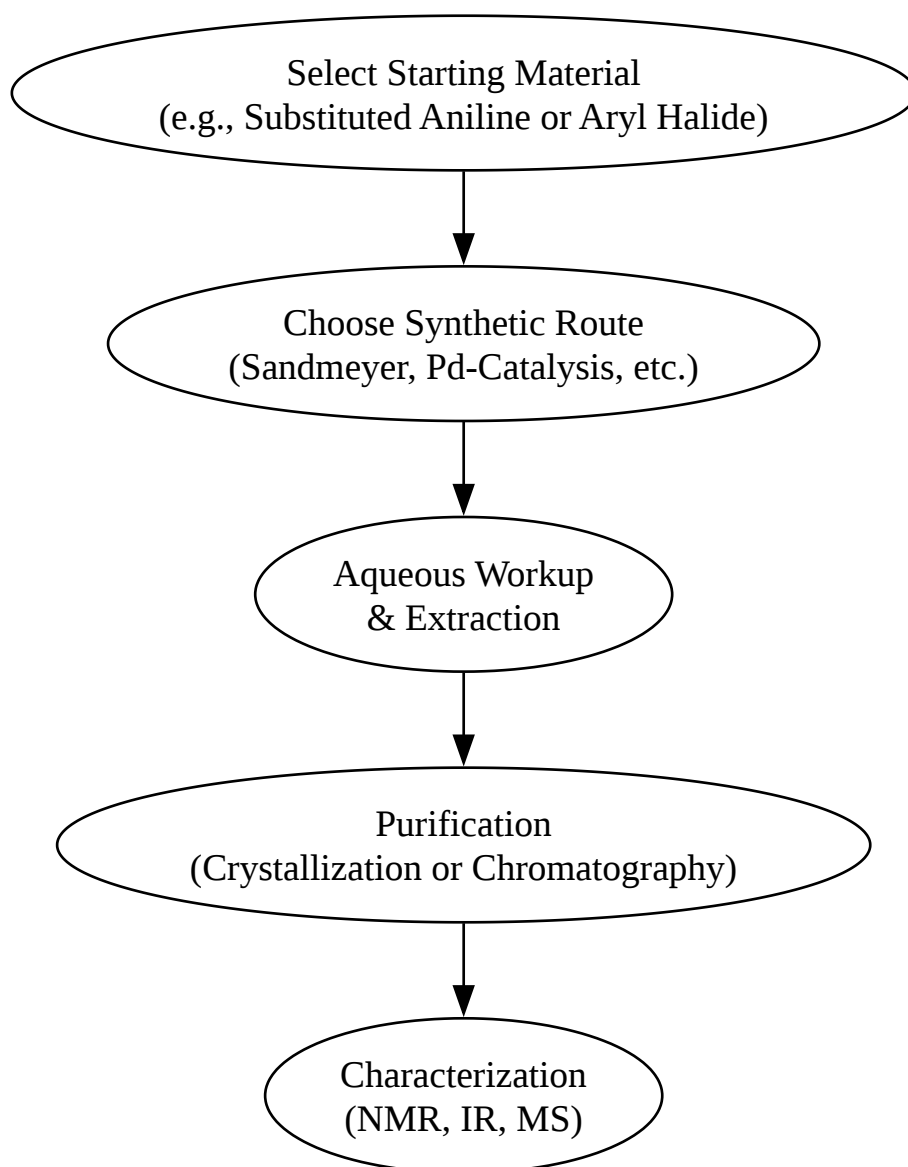 Select Starting Material
(e.g., Substituted Aniline or Aryl Halide)
Choose Synthetic Route
(Sandmeyer, Pd-Catalysis, etc.)
Aqueous Workup
& Extraction
Purification
(Crystallization or Chromatography)
Characterization
(NMR, IR, MS)